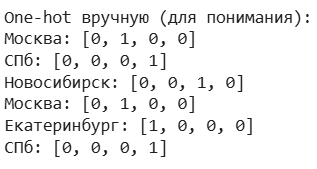 One-hot вручную (для понимания):
Москва: [0, 1, 0, 0]
СПб: [0, 0, 0, 1]
Новосибирск: [0, 0, 1, 0]
Москва: [0, 1, 0, 0]
Екатеринбург: [1, 0, 0, 0]
СПб: [0, 0, 0, 1]